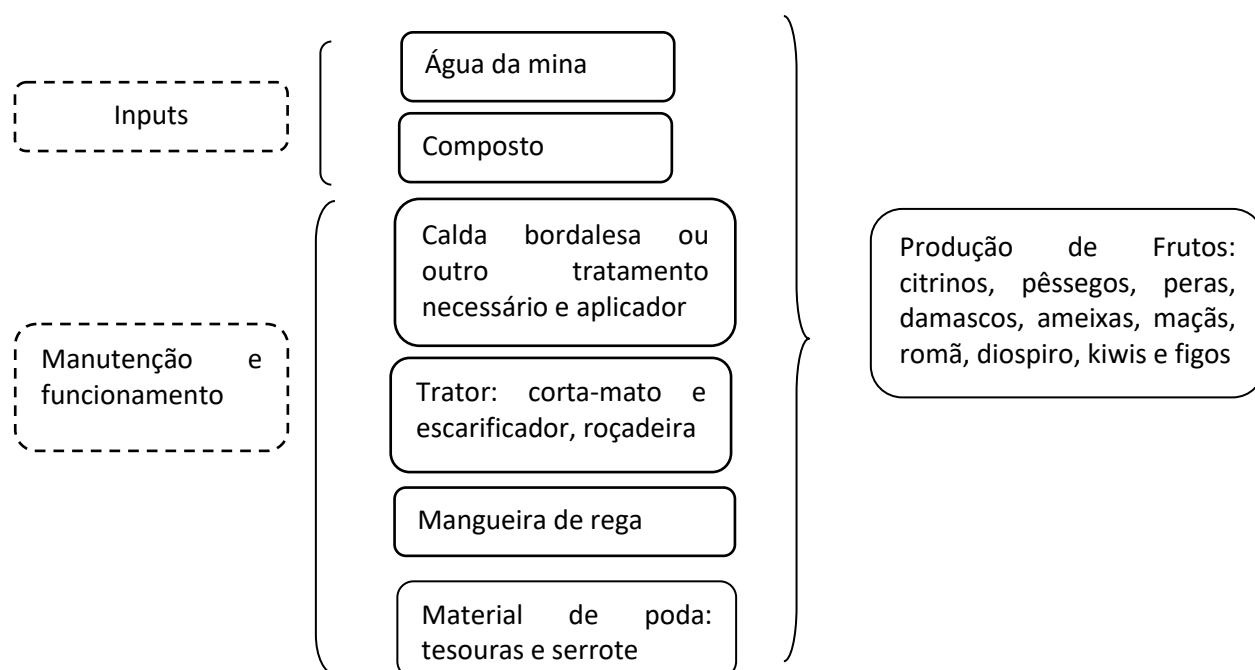 Inputs
Água da mina
Composto
Manutenção e
funcionamento
Calda bordalesa ou
outro tratamento
necessário e aplicador
Trator: corta-mato e
escarificador, roçadeira
Mangueira de rega
Material de poda:
tesouras e serrote
Produção de Frutos:
citrinos, pêssegos, peras,
damascos, ameixas, maçãs,
romã, diospiro, kiwis e figos